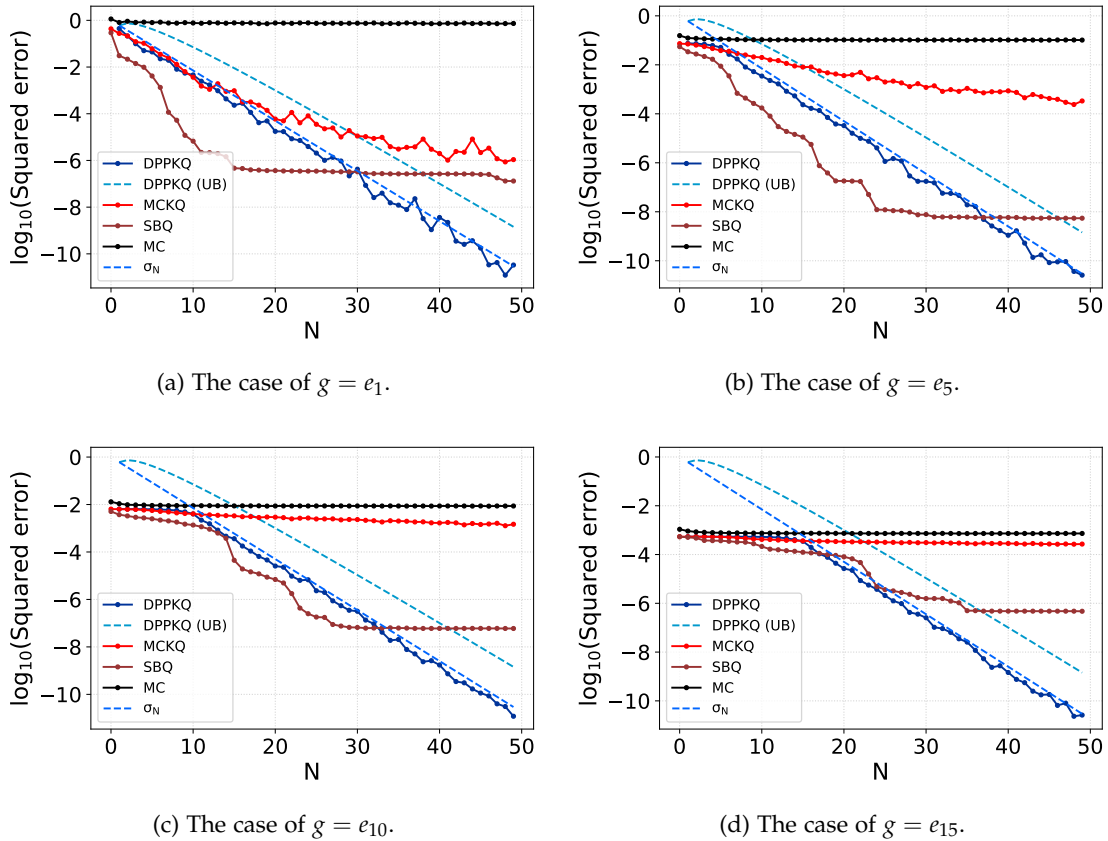 log₁₀(Squared error)
0
−2
−4
−6
−8
−10
DPPKQ
DPPKQ (UB)
MCKQ
SBQ
MC
σ_N
0 10 20 30 40 50
N
(a) The case of g = e₁.
log₁₀(Squared error)
0
−2
−4
−6
−8
−10
DPPKQ
DPPKQ (UB)
MCKQ
SBQ
MC
σ_N
0 10 20 30 40 50
N
(b) The case of g = e₅.
log₁₀(Squared error)
0
−2
−4
−6
−8
−10
DPPKQ
DPPKQ (UB)
MCKQ
SBQ
MC
σ_N
0 10 20 30 40 50
N
(c) The case of g = e₁₀.
log₁₀(Squared error)
0
−2
−4
−6
−8
−10
DPPKQ
DPPKQ (UB)
MCKQ
SBQ
MC
σ_N
0 10 20 30 40 50
N
(d) The case of g = e₁₅.